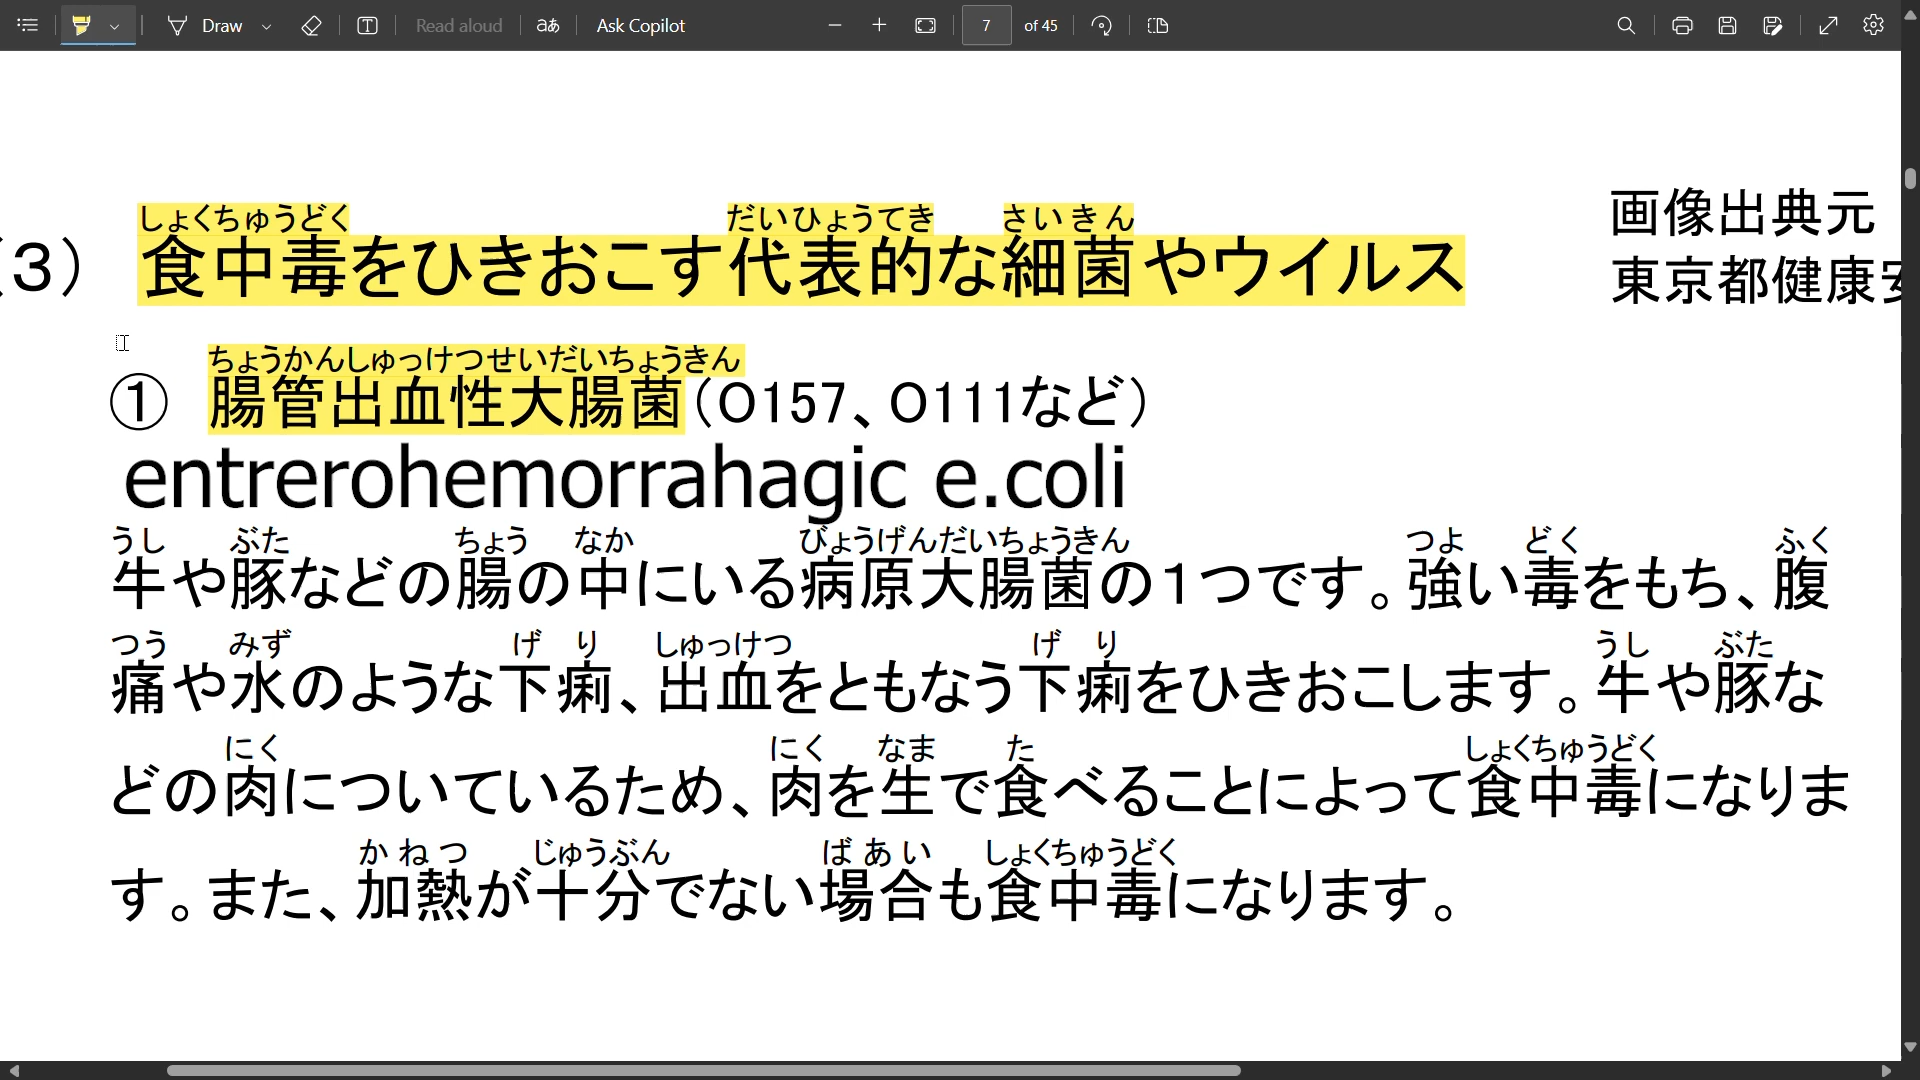 Draw
Read aloud
aあ
Ask Copilot
7
of 45
画像出典元
東京都健康安
しょくちゅうどく だいひょうてき さいきん
(3) 食中毒をひきおこす代表的な細菌やウイルス
ちょうかんしゅっけつせいだいちょうきん
① 腸管出血性大腸菌(O157、O111など)
entrerohemorrahagic e.coli
うし ぶた ちょう なか びょうげんだいちょうきん つよ どく ふく
牛や豚などの腸の中にいる病原大腸菌の1つです。強い毒をもち、腹
つう みず げ り しゅっけつ げ り うし ぶた
痛や水のような下痢、出血をともなう下痢をひきおこします。牛や豚な
にく にく なま た しょくちゅうどく
どの肉についているため、肉を生で食べることによって食中毒になりま
かねつ じゅうぶん ばあい しょくちゅうどく
す。また、加熱が十分でない場合も食中毒になります。